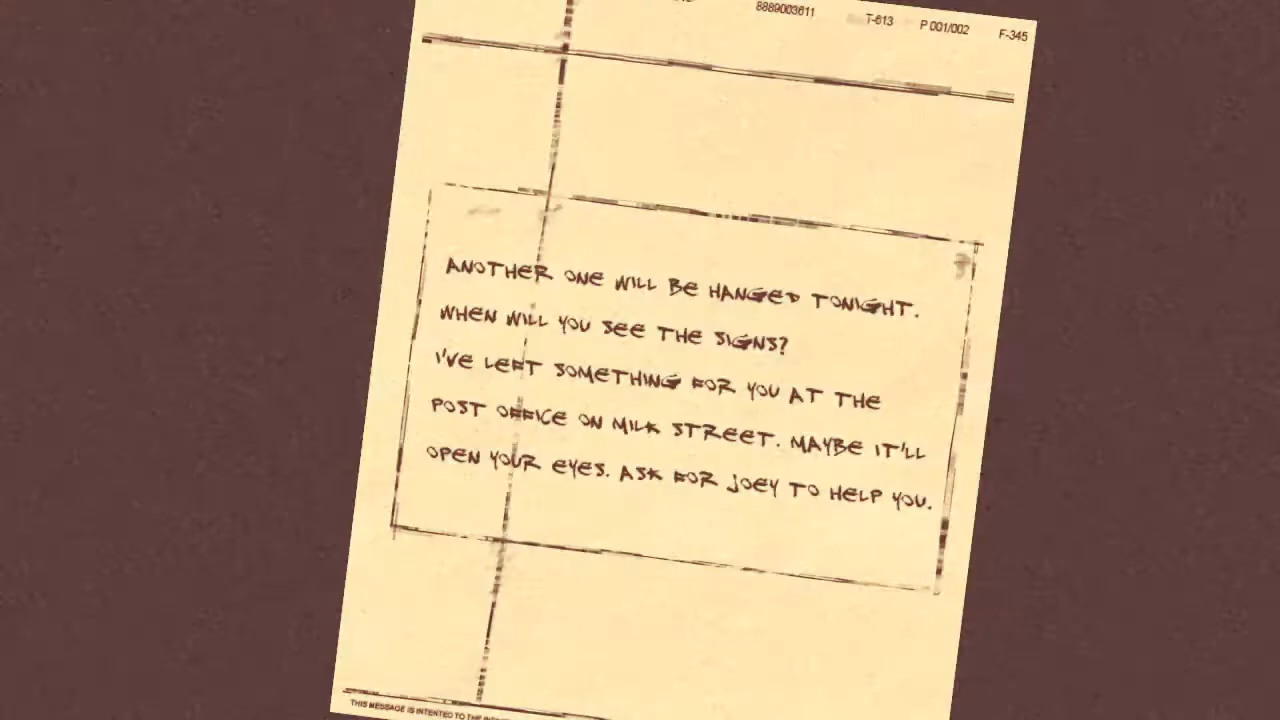 8889003611 T-613 P 001/002 F-345
ANOTHER ONE WILL BE HANGED TONIGHT.
WHEN WILL YOU SEE THE SIGNS?
I'VE LEFT SOMETHING FOR YOU AT THE
POST OFFICE ON MILK STREET. MAYBE IT'LL
OPEN YOUR EYES. ASK FOR JOEY TO HELP YOU.
THIS MESSAGE IS INTENTED TO THE